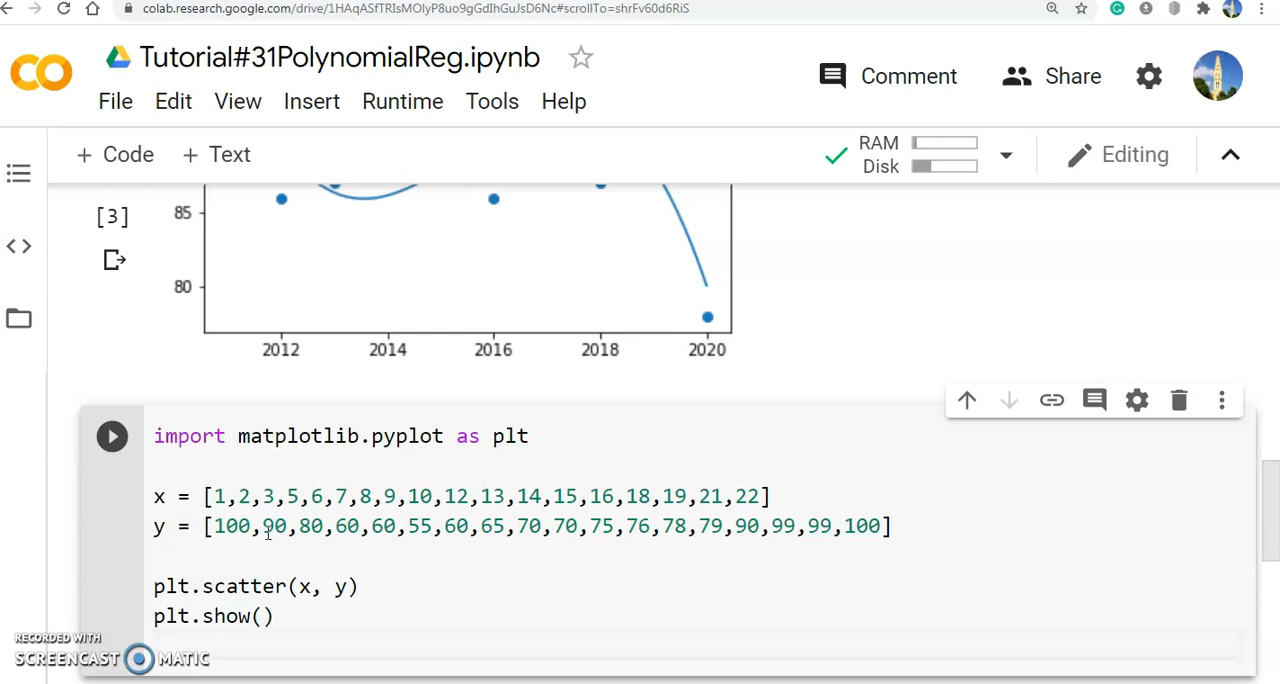 colab.research.google.com/drive/1HAqASfTRIsMOIyP8uo9gGdIhGuJsD6Nc#scrollTo=shrFv60d6RiS
Tutorial#31PolynomialReg.ipynb
Comment
Share
File Edit View Insert Runtime Tools Help
+ Code + Text
RAM
Disk
Editing
[3]
85
80
2012 2014 2016 2018 2020
import matplotlib.pyplot as plt
x = [1,2,3,5,6,7,8,9,10,12,13,14,15,16,18,19,21,22]
y = [100,90,80,60,60,55,60,65,70,70,75,76,78,79,90,99,99,100]
plt.scatter(x, y)
plt.show()
RECORDED WITH
SCREENCAST MATIC